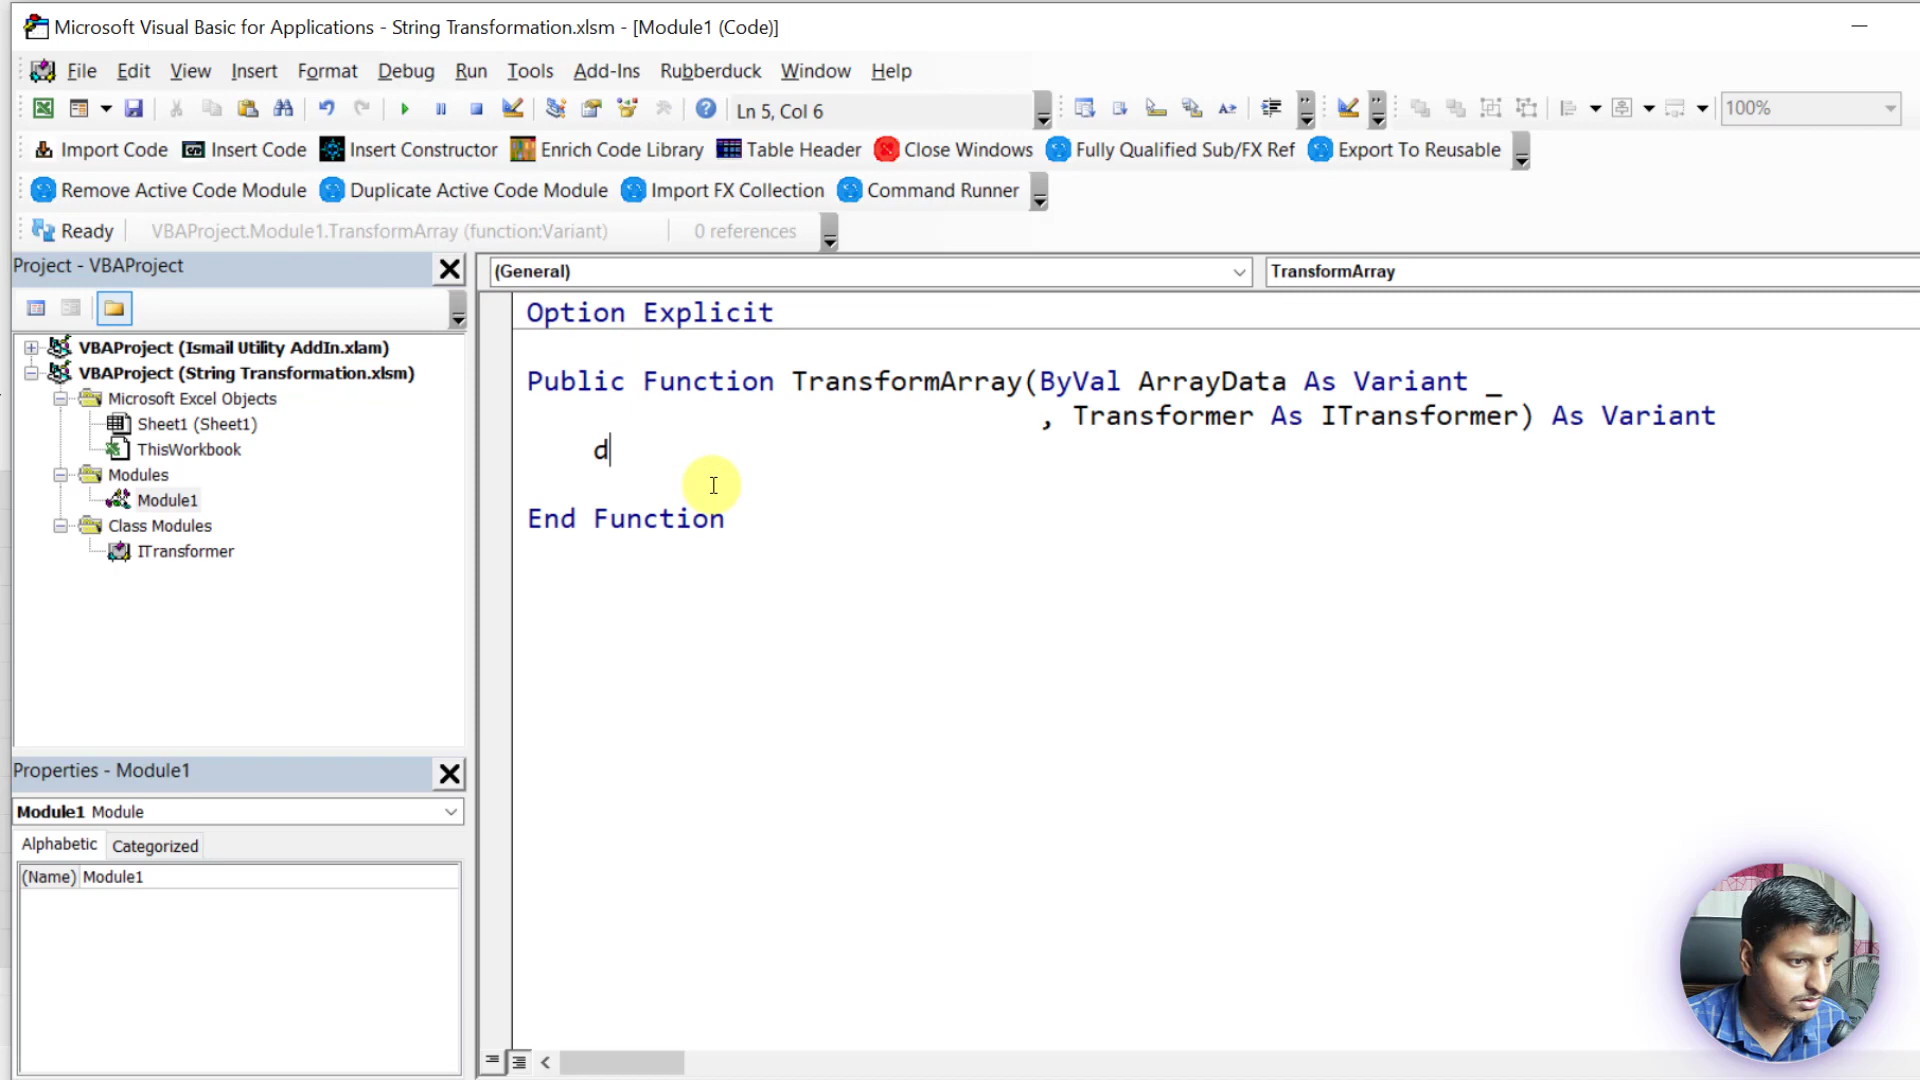 Microsoft Visual Basic for Applications - String Transformation.xlsm - [Module1 (Code)]
File Edit View Insert Format Debug Run Tools Add-Ins Rubberduck Window Help
Ln 5, Col 6
100%
Import Code Insert Code Insert Constructor Enrich Code Library Table Header Close Windows Fully Qualified Sub/FX Ref Export To Reusable
Remove Active Code Module Duplicate Active Code Module Import FX Collection Command Runner
Ready VBAProject.Module1.TransformArray (function:Variant) 0 references
Project - VBAProject
(General) TransformArray
VBAProject (Ismail Utility AddIn.xlam)
VBAProject (String Transformation.xlsm)
Microsoft Excel Objects
Sheet1 (Sheet1)
ThisWorkbook
Modules
Module1
Class Modules
ITransformer
Option Explicit
Public Function TransformArray(ByVal ArrayData As Variant _
, Transformer As ITransformer) As Variant
d
End Function
Properties - Module1
Module1 Module
Alphabetic Categorized
(Name) Module1